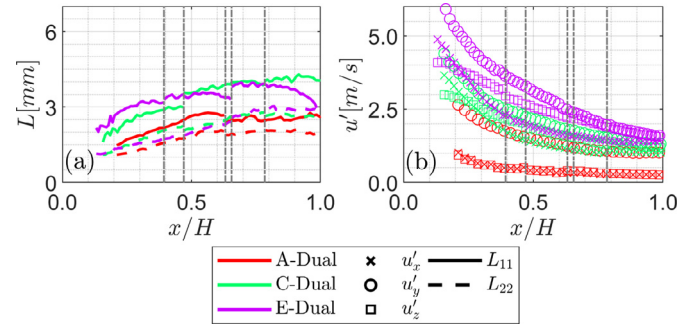 6
3
0
L[mm]
(a)
0.0 0.5 1.0
x/H
5.0
2.5
0.0
u′[m/s]
(b)
0.0 0.5 1.0
x/H
A-Dual u′x L11
C-Dual u′y L22
E-Dual u′z